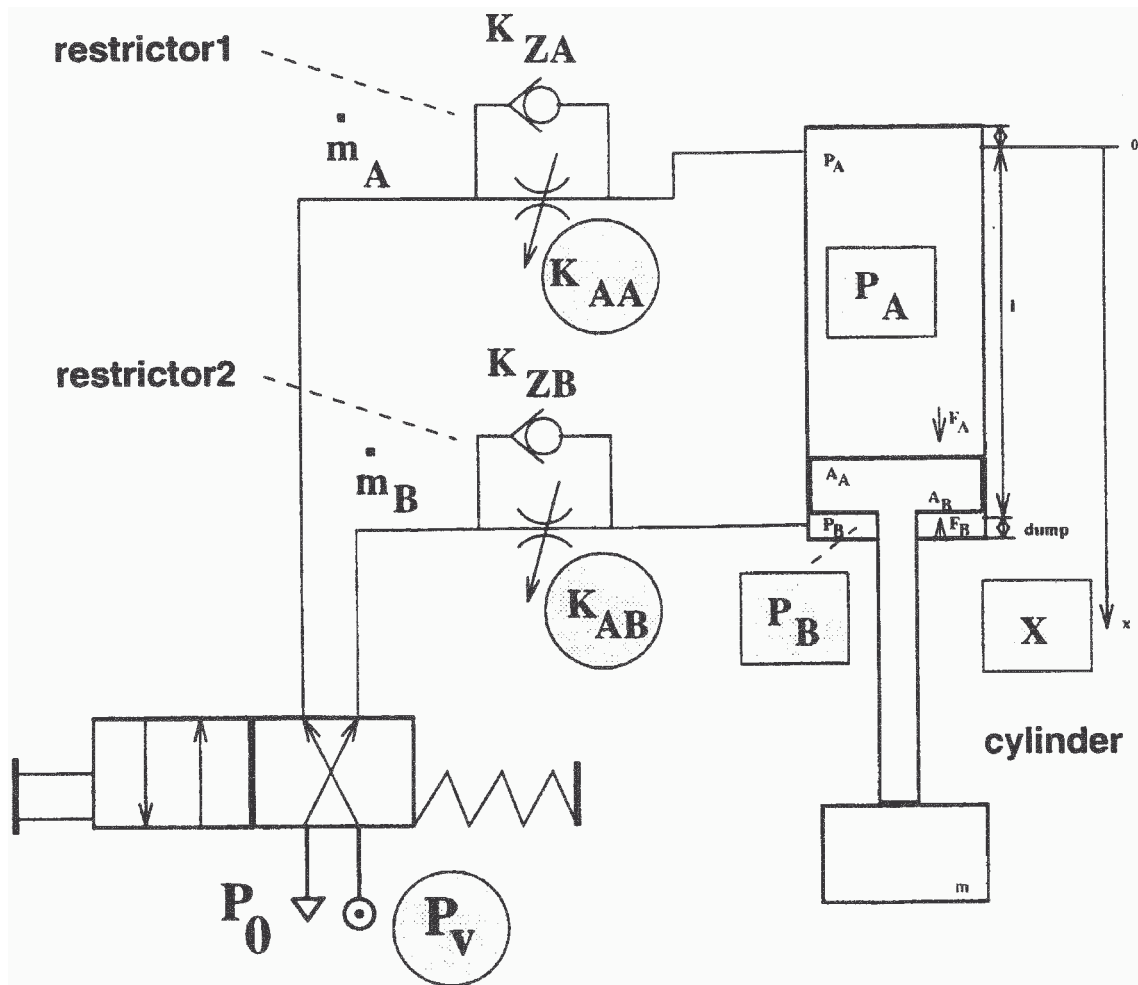 restrictor1
K ZA
ṁ A
K AA
P A
0
P A
l
restrictor2
K ZB
ṁ B
K AB
F A
A A
A B
P B
F B
dump
P B
X
x
cylinder
P 0
P v
m